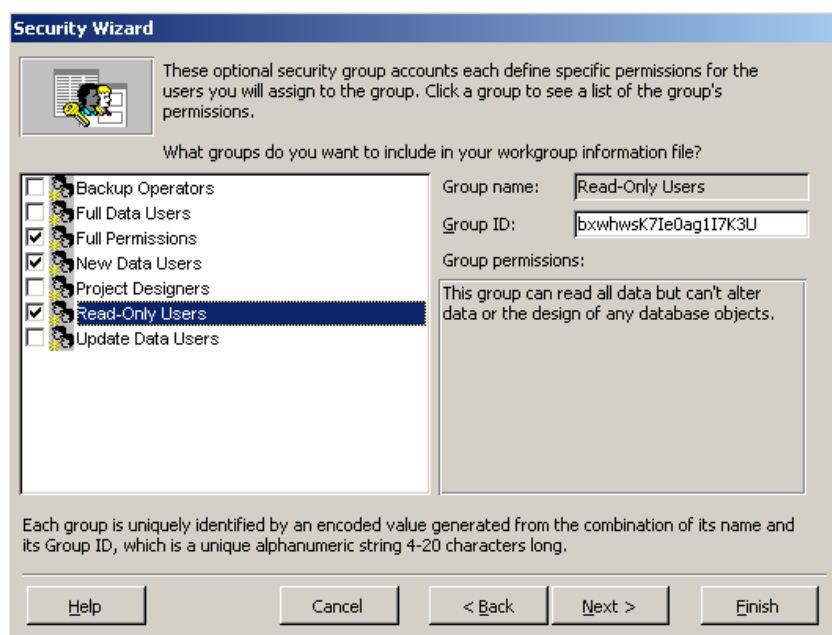 Security Wizard
These optional security group accounts each define specific permissions for the
users you will assign to the group. Click a group to see a list of the group's
permissions.
What groups do you want to include in your workgroup information file?
Backup Operators
Full Data Users
Full Permissions
New Data Users
Project Designers
Read-Only Users
Update Data Users
Group name:
Read-Only Users
Group ID:
bxwhwsK7Ie0ag1I7K3U
Group permissions:
This group can read all data but can't alter
data or the design of any database objects.
Each group is uniquely identified by an encoded value generated from the combination of its name and
its Group ID, which is a unique alphanumeric string 4-20 characters long.
Help
Cancel
< Back
Next >
Finish